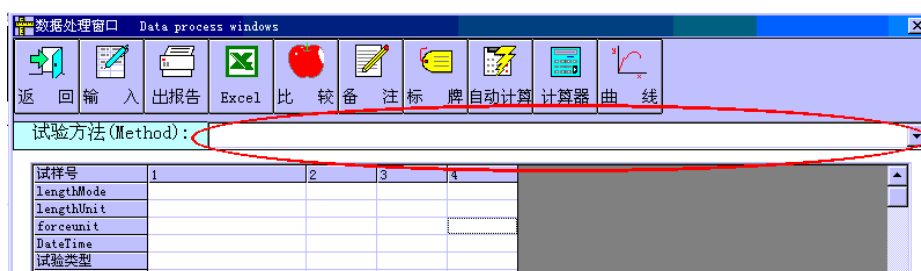 数据处理窗口 Data process windows
返 回 输 入 出报告 Excel 比 较 备 注 标 牌 自动计算 计算器 曲 线
试验方法(Method):
试样号 1 2 3 4
lengthMode
lengthUnit
forceunit
DateTime
试验类型